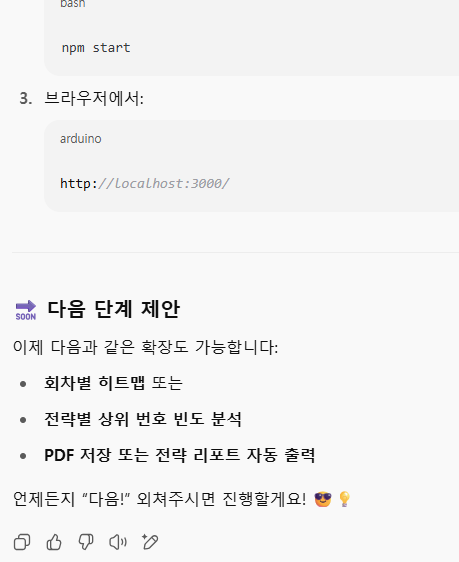 bash
npm start
3. 브라우저에서:
arduino
http://localhost:3000/
SOON 다음 단계 제안
이제 다음과 같은 확장도 가능합니다:
• 회차별 히트맵 또는
• 전략별 상위 번호 빈도 분석
• PDF 저장 또는 전략 리포트 자동 출력
언제든지 “다음!” 외쳐주시면 진행할게요! 😎💡